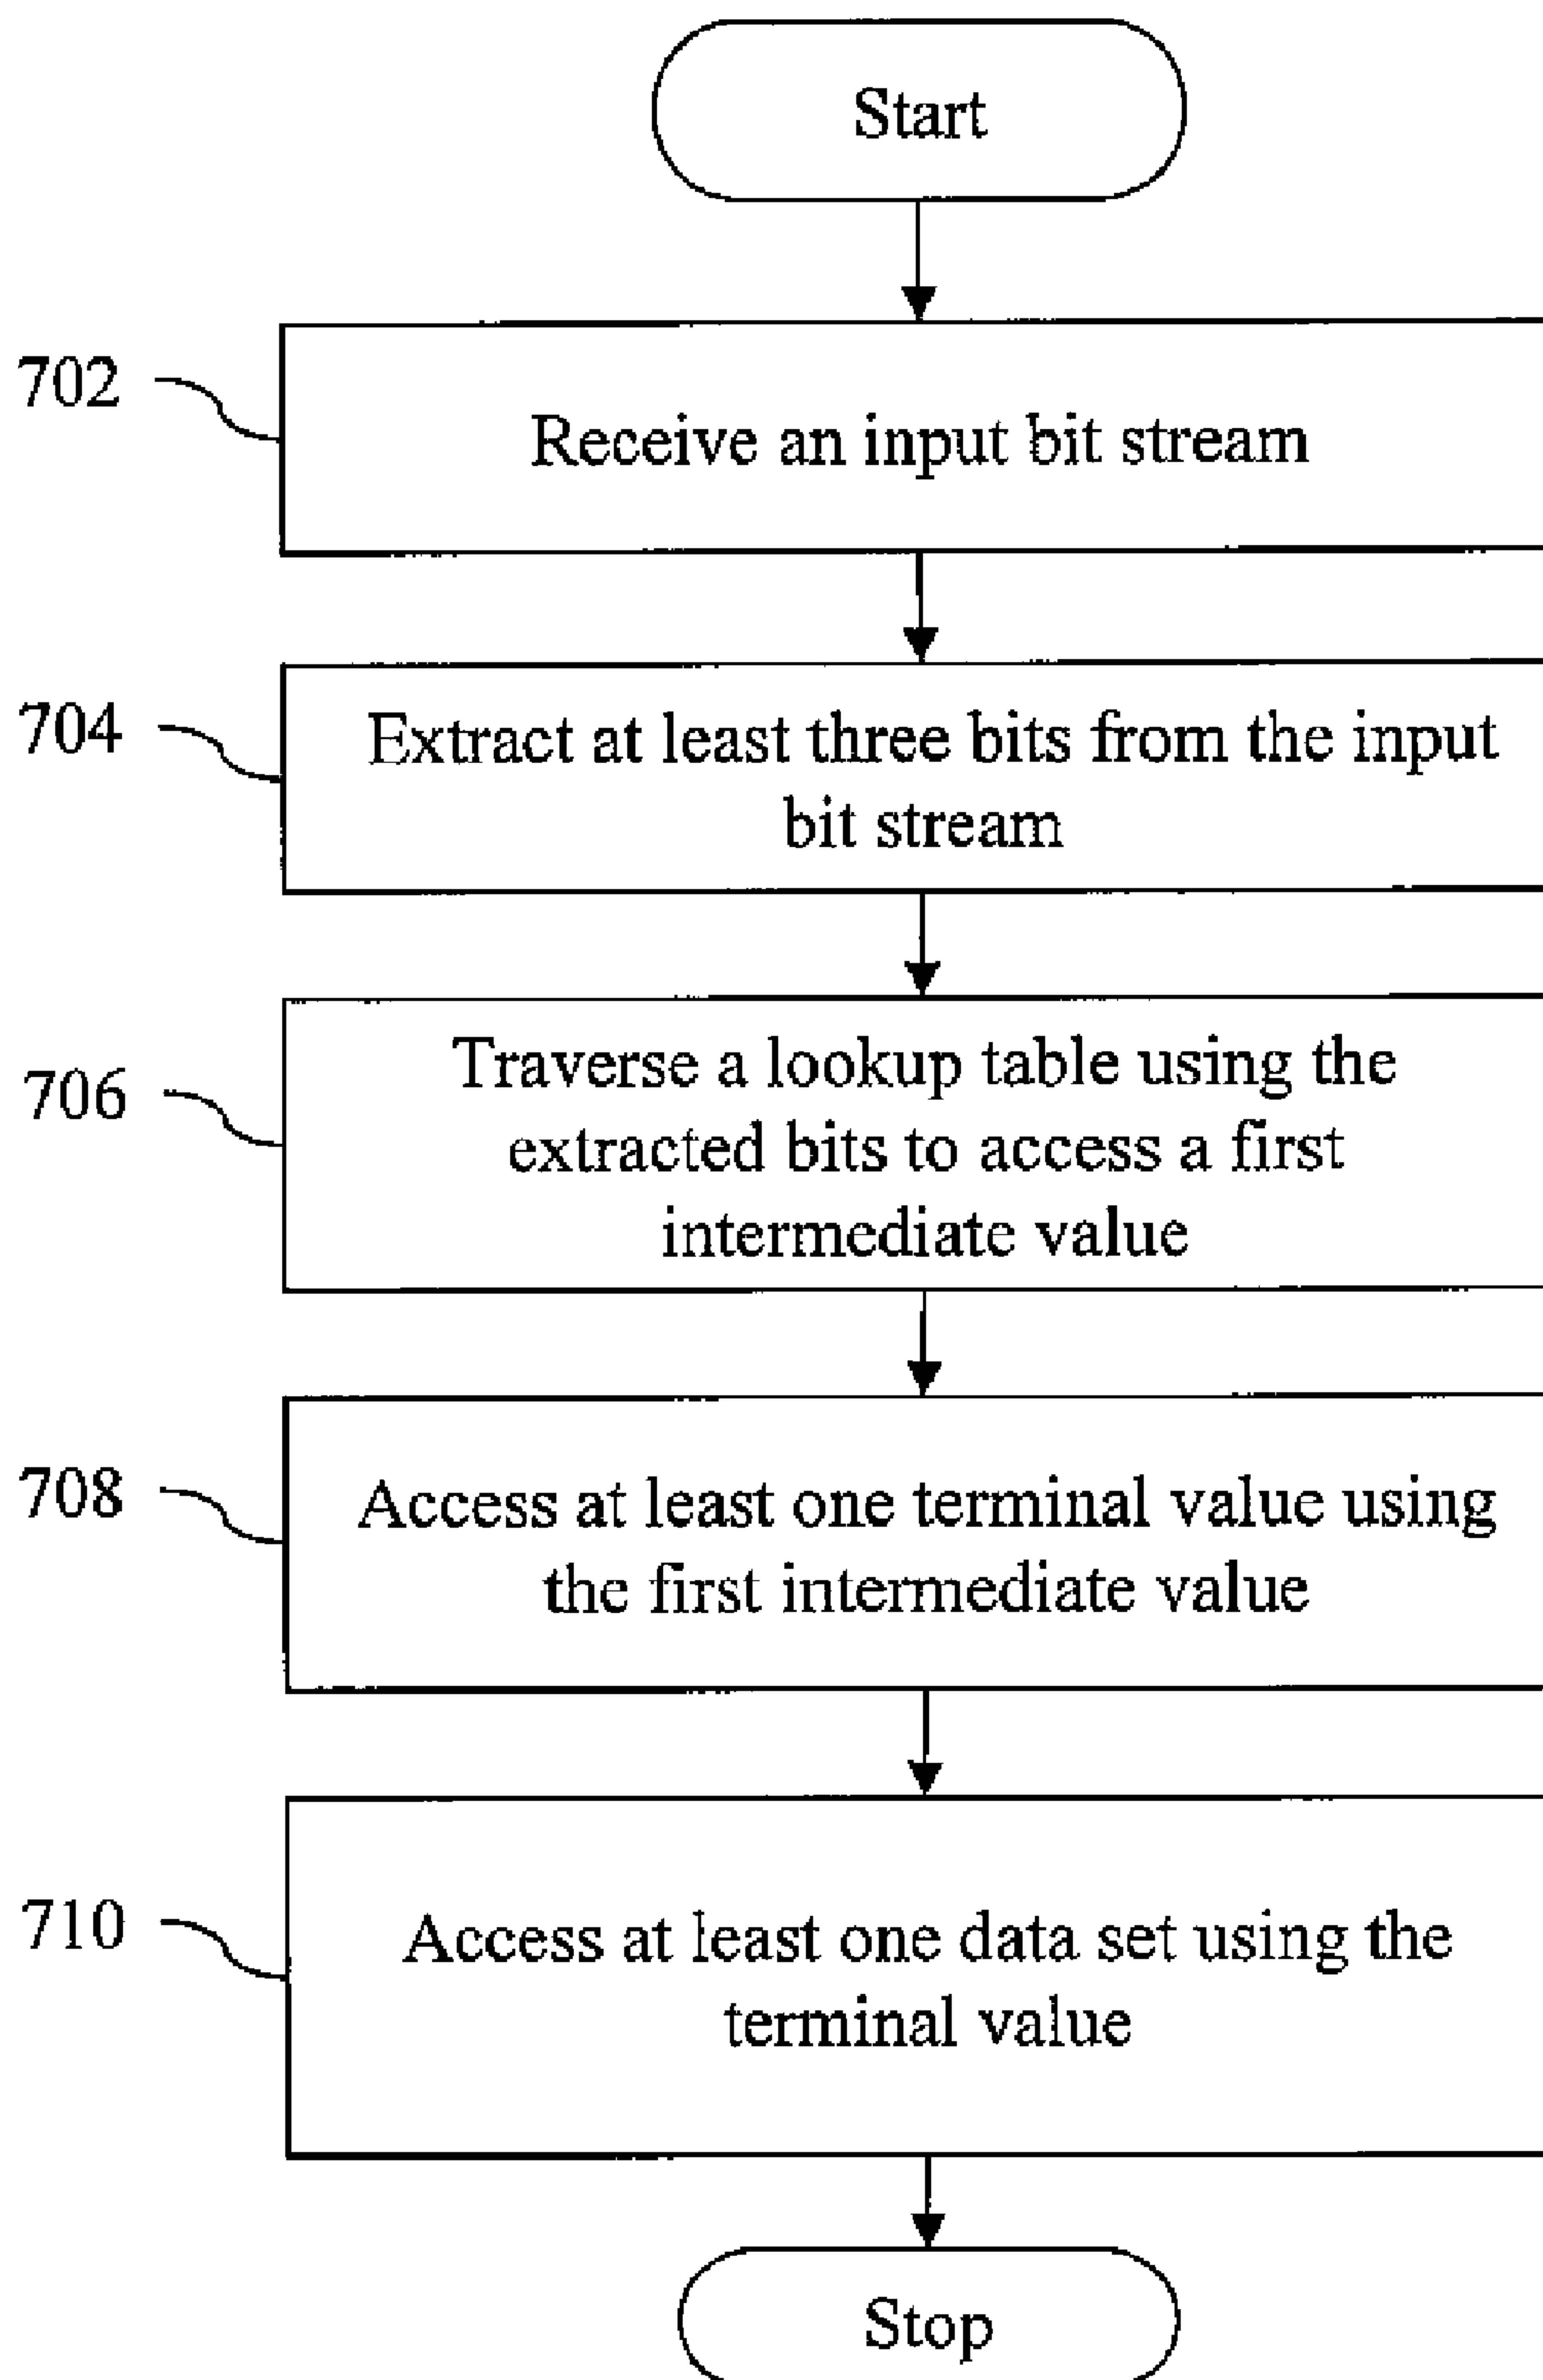 Start
702
Receive an input bit stream
704
Extract at least three bits from the input
bit stream
706
Traverse a lookup table using the
extracted bits to access a first
intermediate value
708
Access at least one terminal value using
the first intermediate value
710
Access at least one data set using the
terminal value
Stop